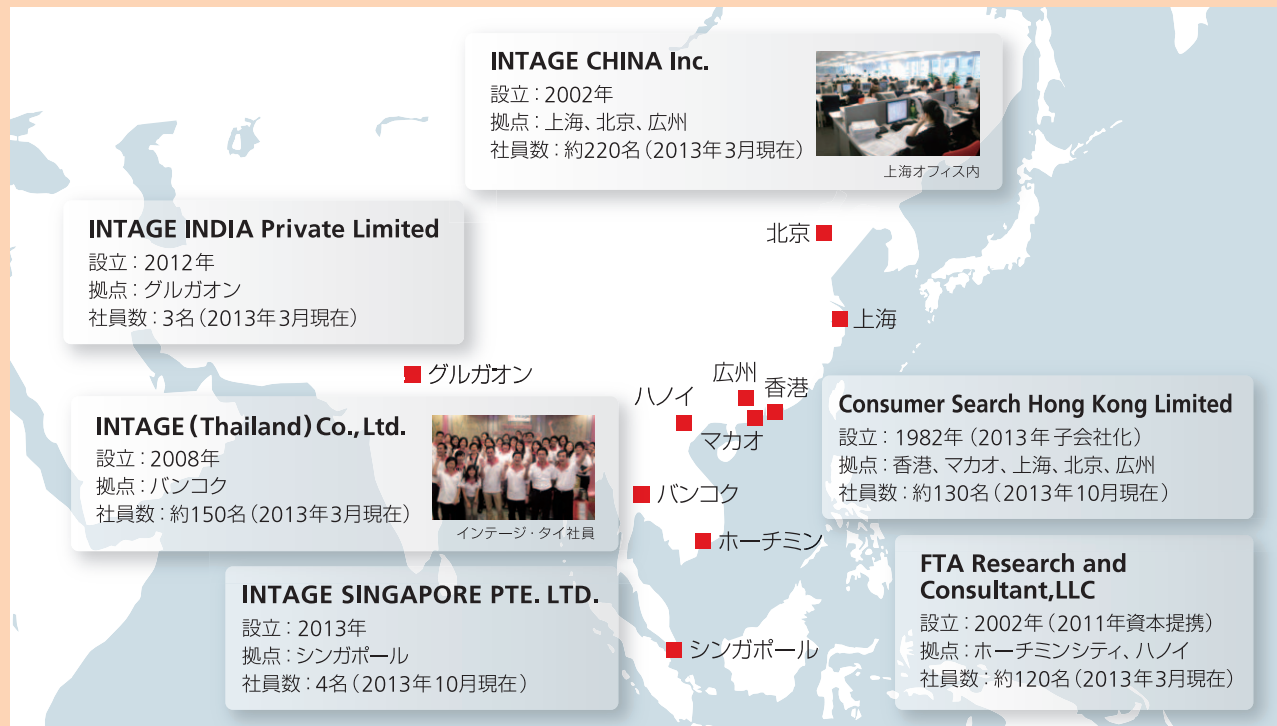 INTAGE CHINA Inc.
設立：2002年
拠点：上海、北京、広州
社員数：約220名（2013年3月現在）
上海オフィス内
INTAGE INDIA Private Limited
設立：2012年
拠点：グルガオン
社員数：3名（2013年3月現在）
北京
上海
グルガオン
広州
香港
ハノイ
マカオ
バンコク
ホーチミン
シンガポール
INTAGE（Thailand）Co.,Ltd.
設立：2008年
拠点：バンコク
社員数：約150名（2013年3月現在）
インテージ・タイ社員
Consumer Search Hong Kong Limited
設立：1982年（2013年子会社化）
拠点：香港、マカオ、上海、北京、広州
社員数：約130名（2013年10月現在）
INTAGE SINGAPORE PTE. LTD.
設立：2013年
拠点：シンガポール
社員数：4名（2013年10月現在）
FTA Research and
Consultant,LLC
設立：2002年（2011年資本提携）
拠点：ホーチミンシティ、ハノイ
社員数：約120名（2013年3月現在）